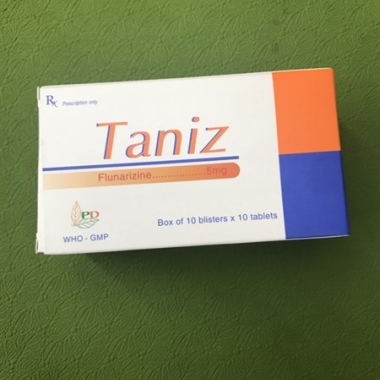 Rx Prescription only
Taniz
Flunarizine..................5mg
PD
WHO - GMP
Box of 10 blisters x 10 tablets